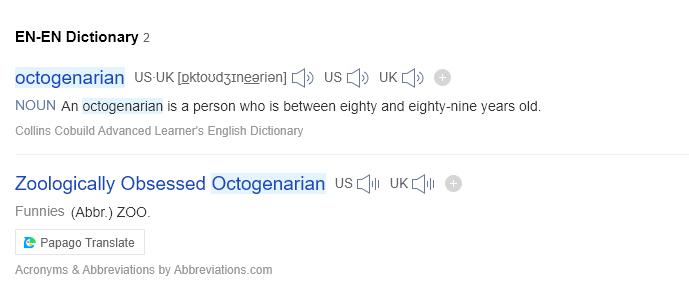 EN-EN Dictionary 2
octogenarian US·UK [ɒktoʊdʒɪneəriən] US UK
NOUN An octogenarian is a person who is between eighty and eighty-nine years old.
Collins Cobuild Advanced Learner's English Dictionary
Zoologically Obsessed Octogenarian US UK
Funnies (Abbr.) ZOO.
Papago Translate
Acronyms & Abbreviations by Abbreviations.com